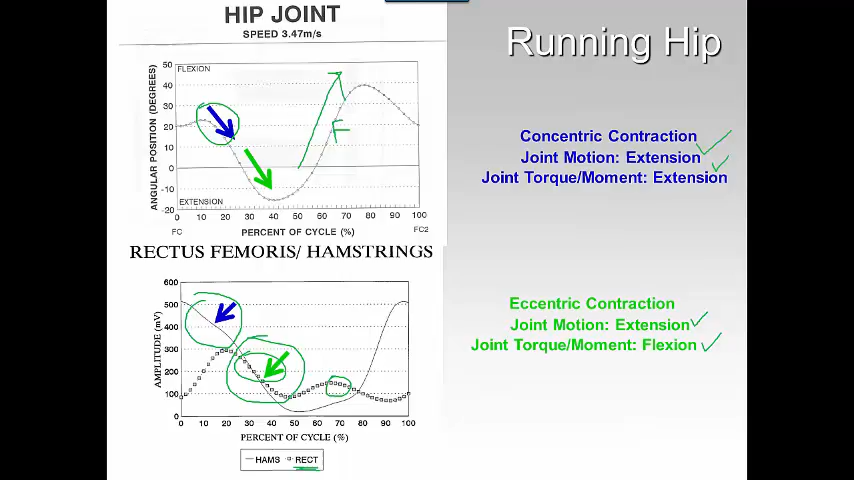 HIP JOINT
SPEED 3.47m/s
Running Hip
FLEXION
50
40
30
20
10
0
-10
-20
ANGULAR POSITION (DEGREES)
EXTENSION
0 10 20 30 40 50 60 70 80 90 100
FC PERCENT OF CYCLE (%) FC2
F
Concentric Contraction
Joint Motion: Extension
Joint Torque/Moment: Extension
RECTUS FEMORIS/ HAMSTRINGS
600
500
400
300
200
100
0
AMPLITUDE (mV)
0 10 20 30 40 50 60 70 80 90 100
PERCENT OF CYCLE (%)
HAMS RECT
Eccentric Contraction
Joint Motion: Extension
Joint Torque/Moment: Flexion